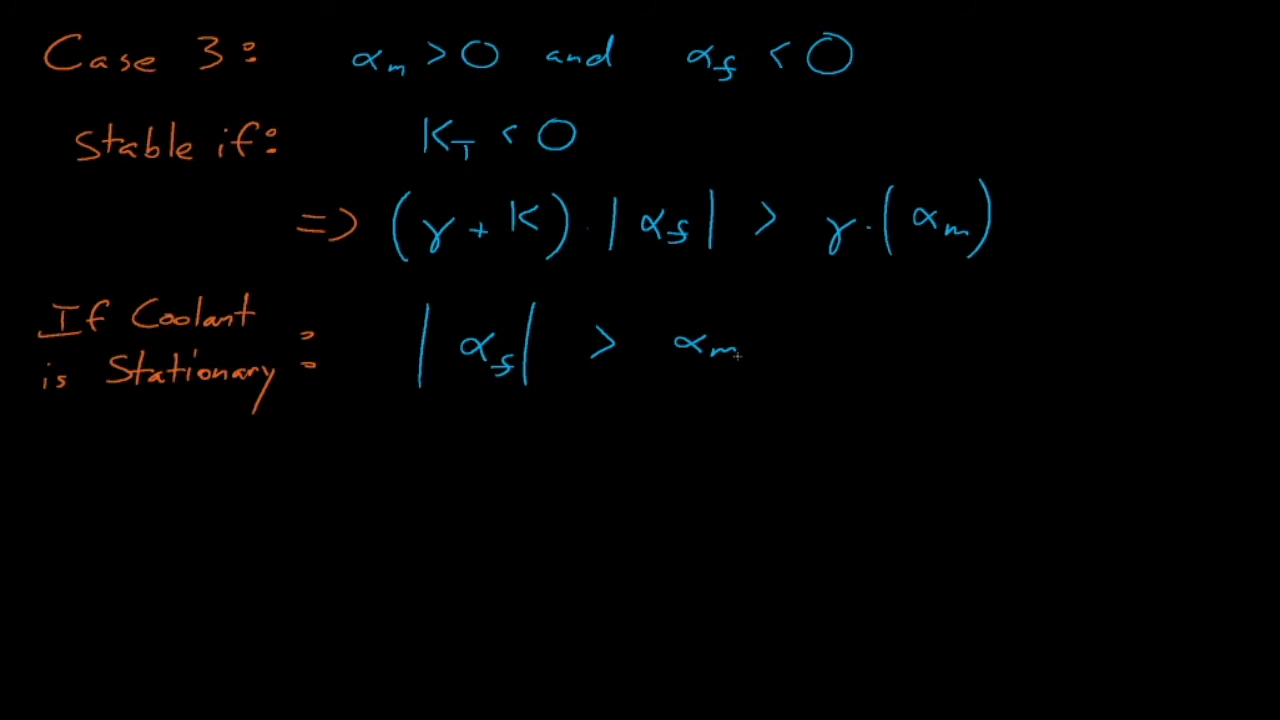 Case 3: αm > 0 and αf < 0
Stable if: KT < 0
=> (γ + K) · |αf| > γ · (αm)
If Coolant
is Stationary: |αf| > αm